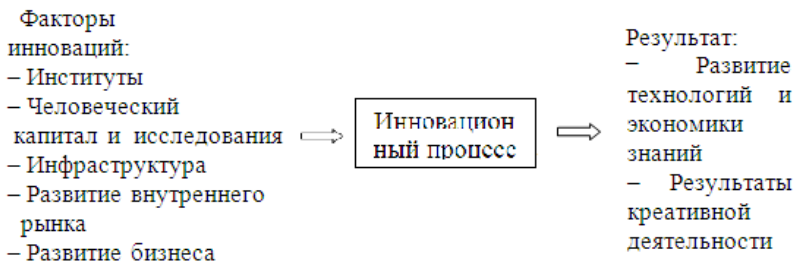 Факторы
инноваций:
– Институты
– Человеческий
капитал и исследования
– Инфраструктура
– Развитие внутреннего
рынка
– Развитие бизнеса
Инновацион
ный процесс
Результат:
– Развитие
технологий и
экономики
знаний
– Результаты
креативной
деятельности